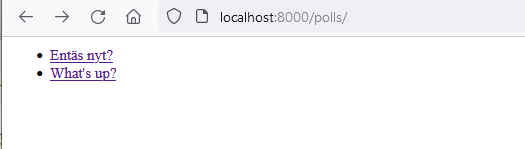 localhost:8000/polls/
Entäs nyt?
What's up?